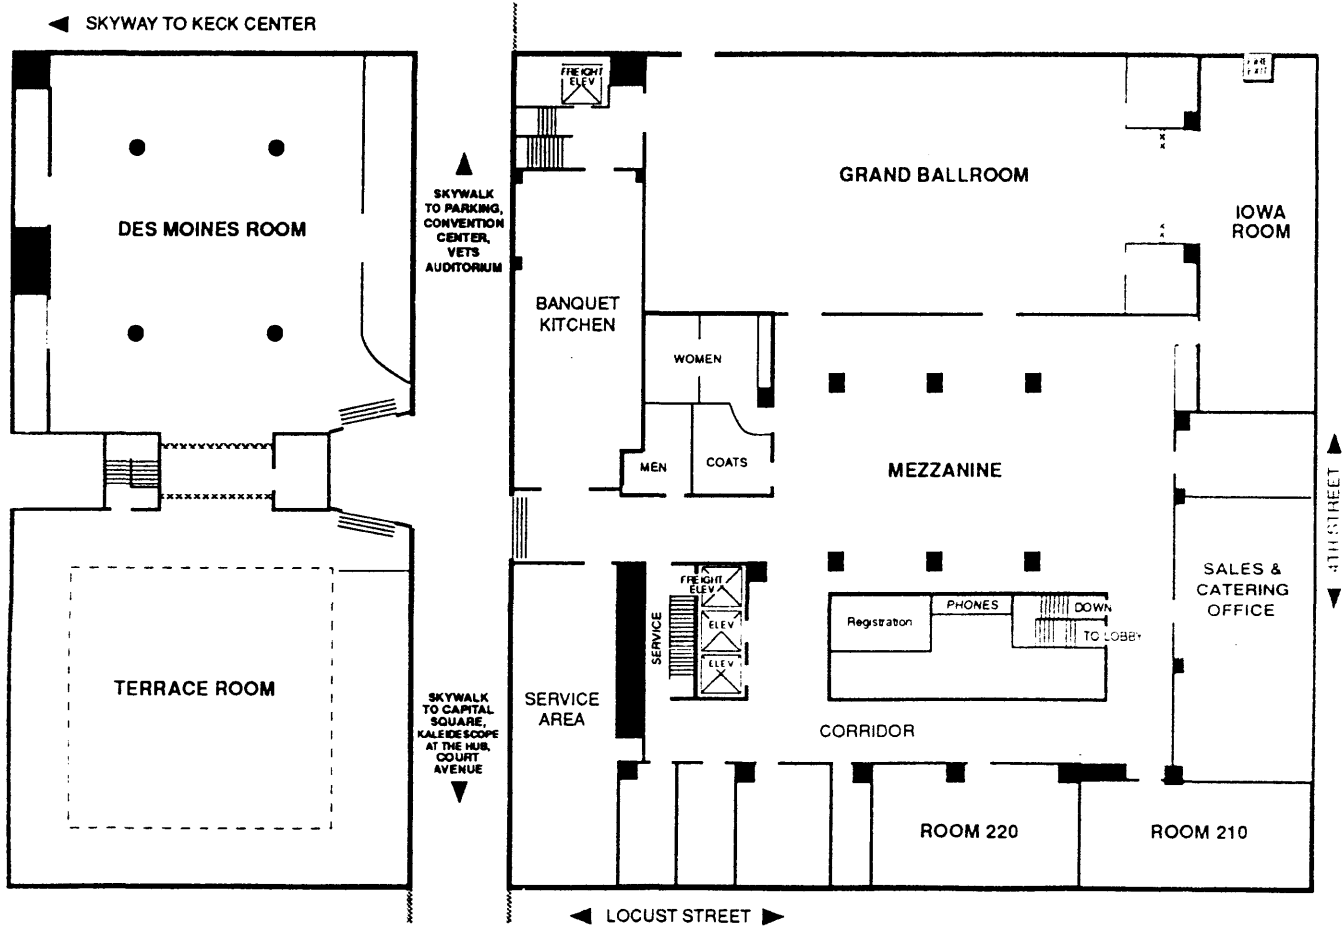 SKYWAY TO KECK CENTER
FREIGHT
ELEV
FIRE
EXIT
GRAND BALLROOM
SKYWALK
TO PARKING,
CONVENTION
CENTER,
VETS
AUDITORIUM
DES MOINES ROOM
IOWA
ROOM
BANQUET
KITCHEN
WOMEN
MEN
COATS
MEZZANINE
4TH STREET
SALES &
CATERING
OFFICE
FREIGHT
ELEV
ELEV
ELEV
SERVICE
Registration
PHONES
DOWN
TO LOBBY
TERRACE ROOM
SKYWALK
TO CAPITAL
SQUARE,
KALEIDESCOPE
AT THE HUB,
COURT
AVENUE
SERVICE
AREA
CORRIDOR
ROOM 220
ROOM 210
LOCUST STREET